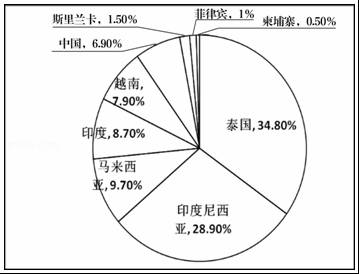 斯里兰卡，1.50%
菲律宾，1%
柬埔寨，0.50%
中国，6.90%
越南,
7.90%
泰国,34.80%
印度,8.70%
马来西
亚,9.70%
印度尼西
亚,28.90%